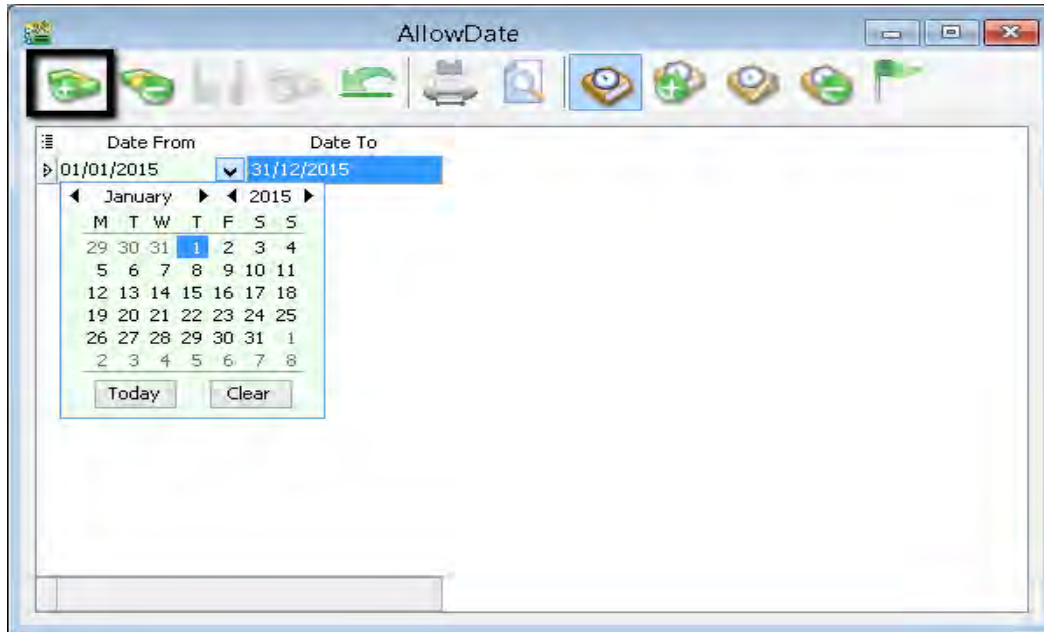 AllowDate
Date From Date To
01/01/2015 31/12/2015
January 2015
M T W T F S S
29 30 31 1 2 3 4
5 6 7 8 9 10 11
12 13 14 15 16 17 18
19 20 21 22 23 24 25
26 27 28 29 30 31 1
2 3 4 5 6 7 8
Today Clear